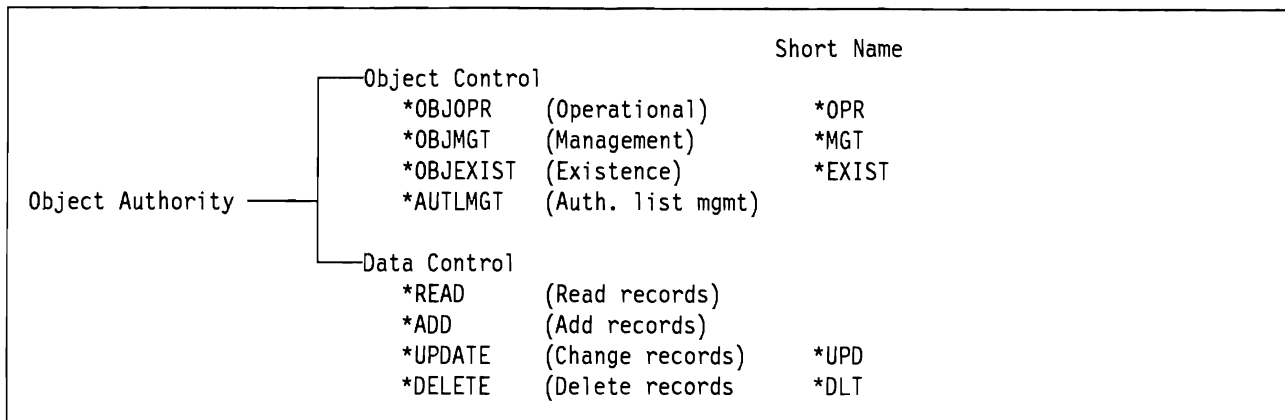 Short Name
Object Control
*OBJOPR (Operational) *OPR
*OBJMGT (Management) *MGT
*OBJEXIST (Existence) *EXIST
Object Authority
*AUTLMGT (Auth. list mgmt)
Data Control
*READ (Read records)
*ADD (Add records)
*UPDATE (Change records) *UPD
*DELETE (Delete records *DLT